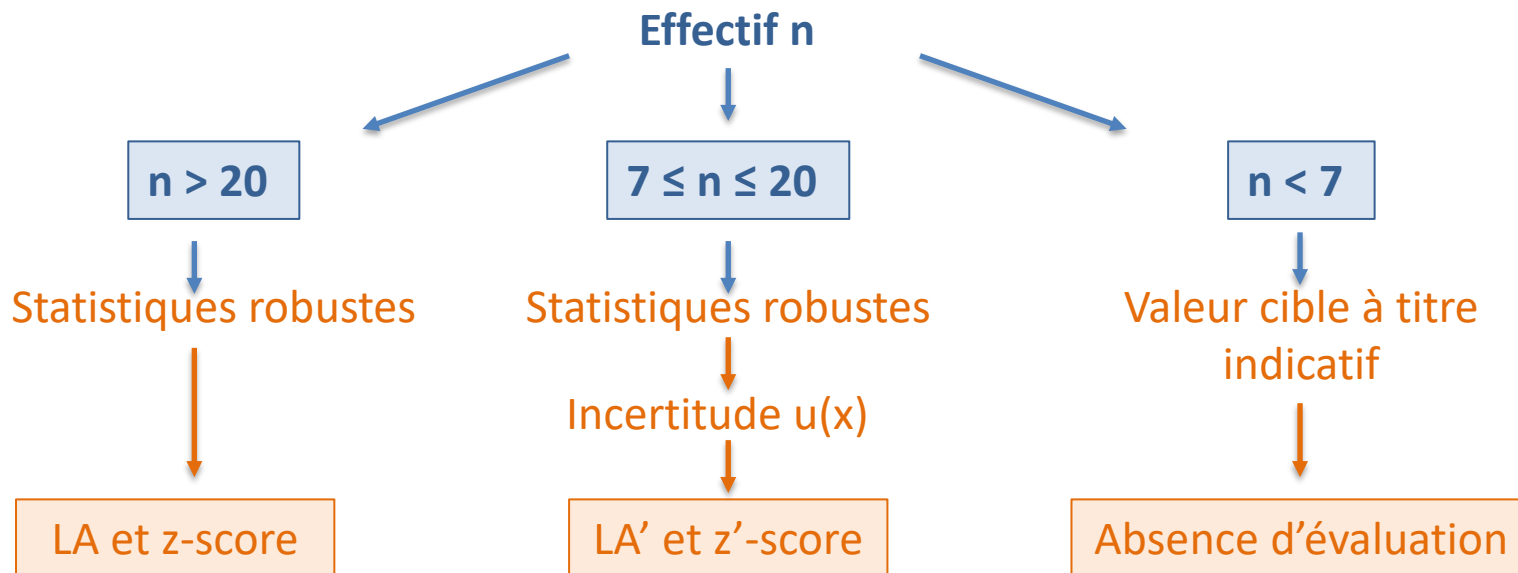 Effectif n
n > 20
7 ≤ n ≤ 20
n < 7
Statistiques robustes
Statistiques robustes
Valeur cible à titre
indicatif
Incertitude u(x)
LA et z-score
LA’ et z’-score
Absence d’évaluation